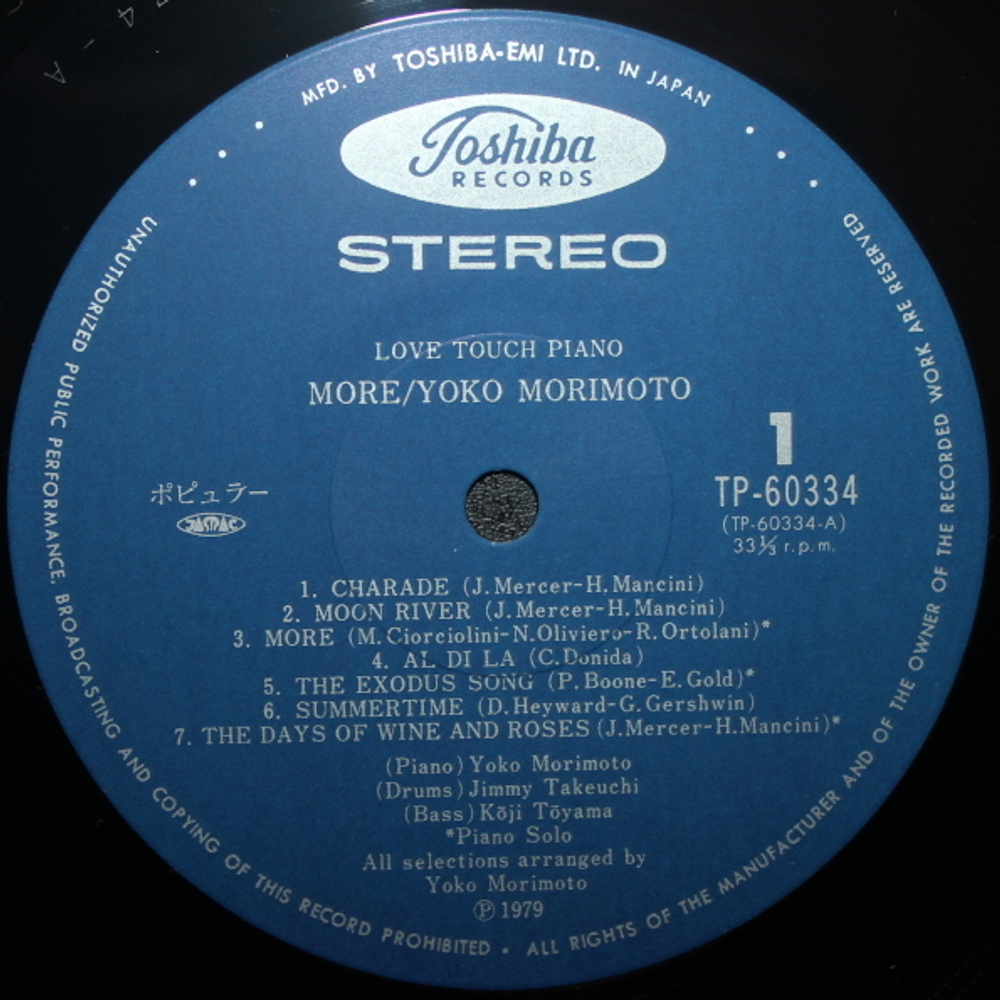 MFD. BY TOSHIBA-EMI LTD. IN JAPAN
Toshiba
RECORDS
STEREO
LOVE TOUCH PIANO
MORE/YOKO MORIMOTO
1
ポピュラー
TP-60334
JASRAC
(TP-60334-A)
33⅓ r.p.m.
1. CHARADE (J.Mercer-H.Mancini)
2. MOON RIVER (J.Mercer-H.Mancini)
3. MORE (M.Ciorciolini-N.Oliviero-R.Ortolani)*
4. AL DI LA (C.Donida)
5. THE EXODUS SONG (P.Boone-E.Gold)*
6. SUMMERTIME (D.Heyward-G.Gershwin)
7. THE DAYS OF WINE AND ROSES (J.Mercer-H.Mancini)*
(Piano) Yoko Morimoto
(Drums) Jimmy Takeuchi
(Bass) Kōji Tōyama
*Piano Solo
All selections arranged by
Yoko Morimoto
Ⓟ 1979
UNAUTHORIZED PUBLIC PERFORMANCE, BROADCASTING AND COPYING OF THIS RECORD PROHIBITED • ALL RIGHTS OF THE MANUFACTURER AND OF THE OWNER OF THE RECORDED WORK ARE RESERVED